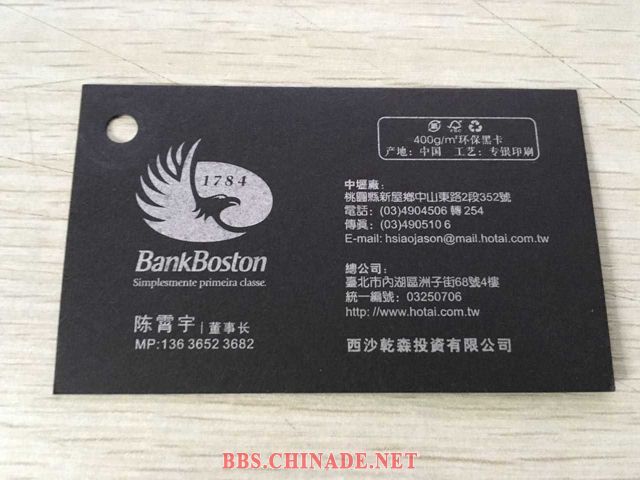 1784
BankBoston
Simplesmente primeira classe.
陈霄宇 | 董事长
MP:136 3652 3682
400g/m²环保黑卡
产地：中国 工艺：专银印刷
中壢廠：
桃園縣新屋鄉中山東路2段352號
電話：(03)4904506 轉 254
傳真：(03)490510 6
E-mail: hsiaojason@mail.hotai.com.tw
總公司：
臺北市內湖區洲子街68號4樓
統一編號：03250706
http://www.hotai.com.tw
西沙乾森投資有限公司
BBS.CHINADE.NET